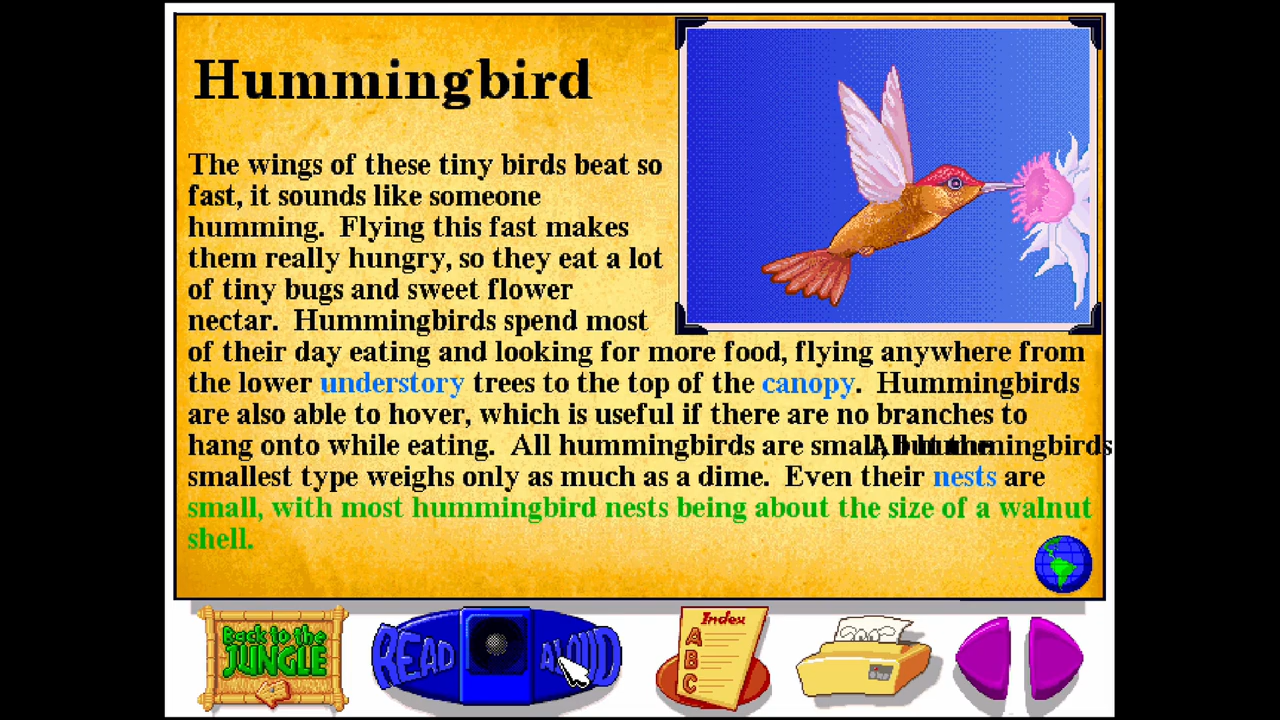 Hummingbird
The wings of these tiny birds beat so
fast, it sounds like someone
humming.  Flying this fast makes
them really hungry, so they eat a lot
of tiny bugs and sweet flower
nectar.  Hummingbirds spend most
of their day eating and looking for more food, flying anywhere from
the lower understory trees to the top of the canopy.  Hummingbirds
are also able to hover, which is useful if there are no branches to
hang onto while eating.  All hummingbirds are small, but the
All hummingbirds
smallest type weighs only as much as a dime.  Even their nests are
small, with most hummingbird nests being about the size of a walnut
shell.
Back to the
JUNGLE
READ ALOUD
Index
A
B
C